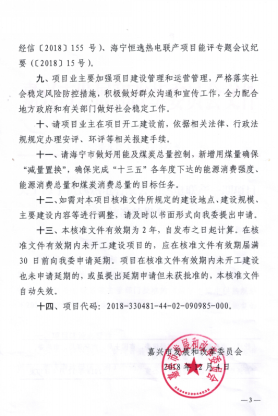 经信〔2018〕155 号）、海宁恒逸热电联产项目能评专题会议纪
要（〔2018〕15 号）。
九、项目业主要加强项目建设管理和运营管理，严格落实社
会稳定风险防控措施，积极做好群众沟通和宣传工作，全力配合
地方政府和有关部门做好社会稳定工作。
十、请项目业主在项目开工建设前，依据相关法律、行政法
规规定办理安评、环评等相关报建手续。
十一、请海宁市做好用能及煤炭总量控制，新增用煤量确保
“减量置换”，确保完成“十三五”各年度下达的能源消费强度、
能源消费总量和煤炭消费总量的目标任务。
十二、如需对本项目核准文件所规定的建设地点、建设规模、
主要建设内容等进行调整，请及时以书面形式向我委提出申请。
十三、本核准文件有效期为 2 年，自发布之日起计算。在核
准文件有效期内未开工建设项目的，应在核准文件有效期届满
30 日前向我委申请延期。项目在核准文件有效期内未开工建设
也未申请延期的，或虽提出延期申请但未获批准的，本核准文件
自动失效。
十四、项目代码：2018-330481-44-02-090985-000。
嘉兴市发展和改革委员会
2018 年 12 月 4 日
— 3 —